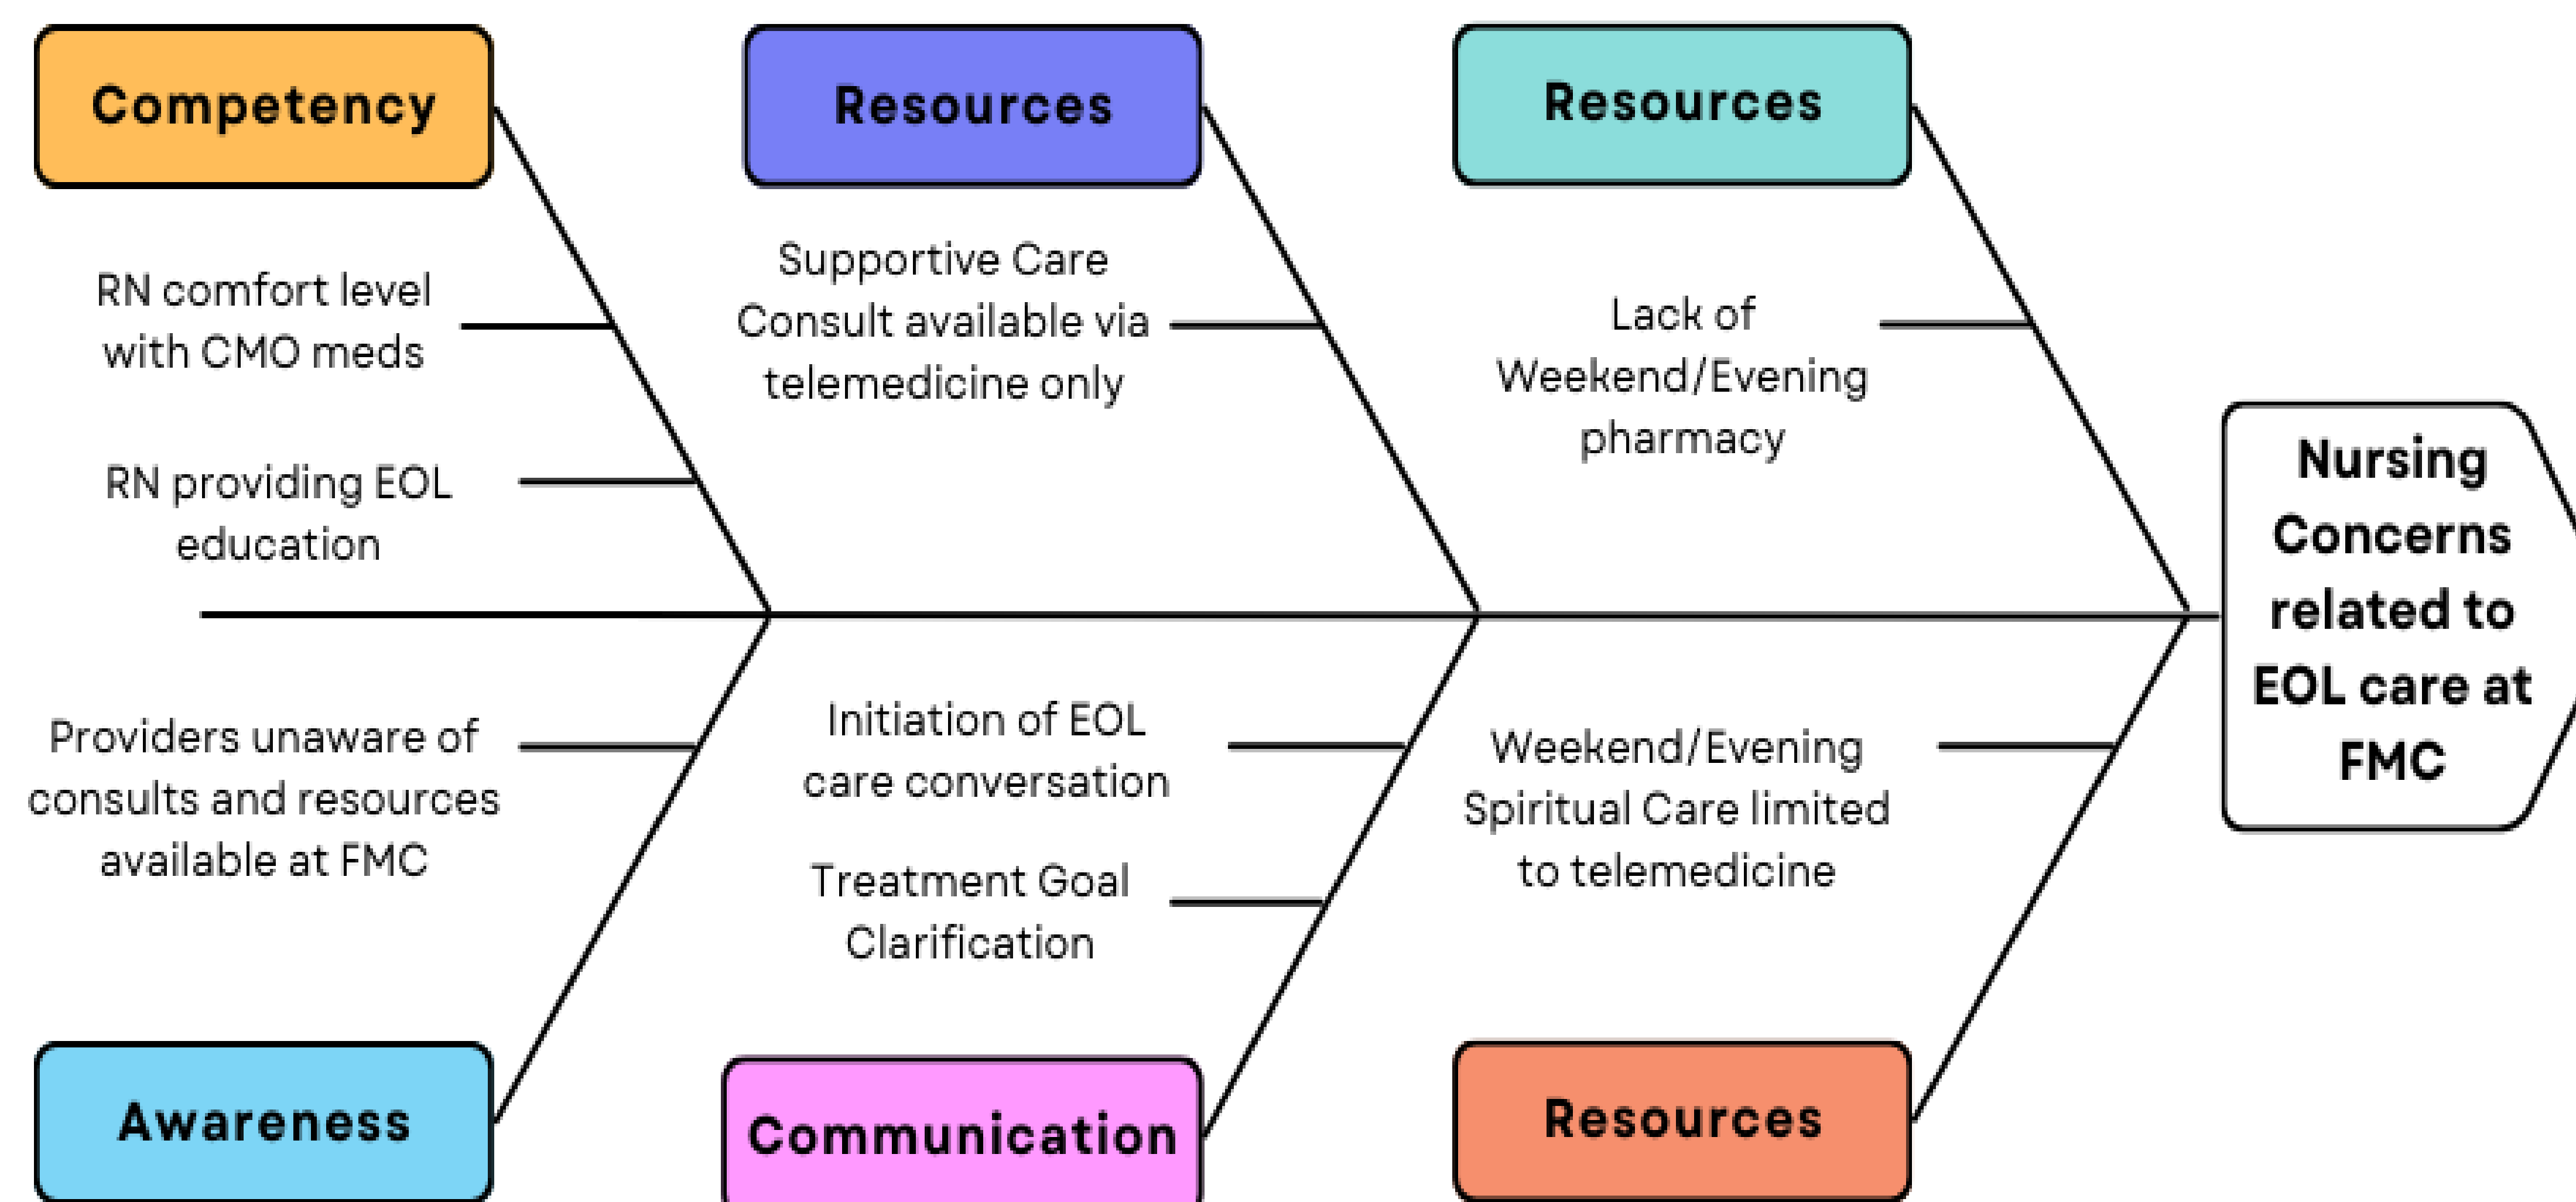 Competency
RN comfort level
with CMO meds
RN providing EOL
education
Resources
Supportive Care
Consult available via
telemedicine only
Resources
Lack of
Weekend/Evening
pharmacy
Nursing
Concerns
related to
EOL care at
FMC
Providers unaware of
consults and resources
available at FMC
Awareness
Initiation of EOL
care conversation
Treatment Goal
Clarification
Communication
Weekend/Evening
Spiritual Care limited
to telemedicine
Resources